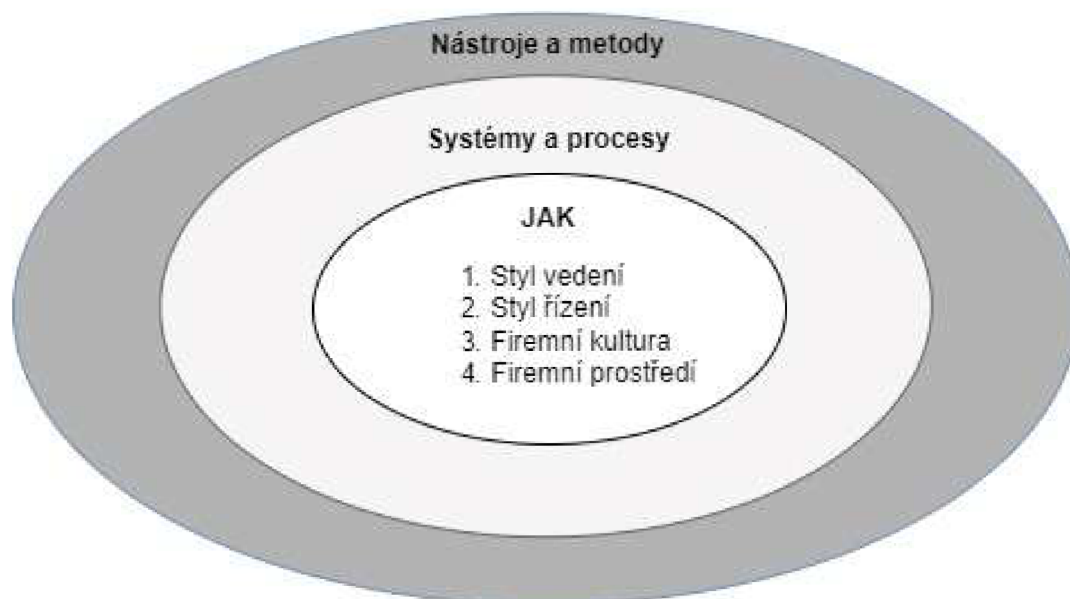 Nástroje a metody
Systémy a procesy
JAK
1. Styl vedení
2. Styl řízení
3. Firemní kultura
4. Firemní prostředí